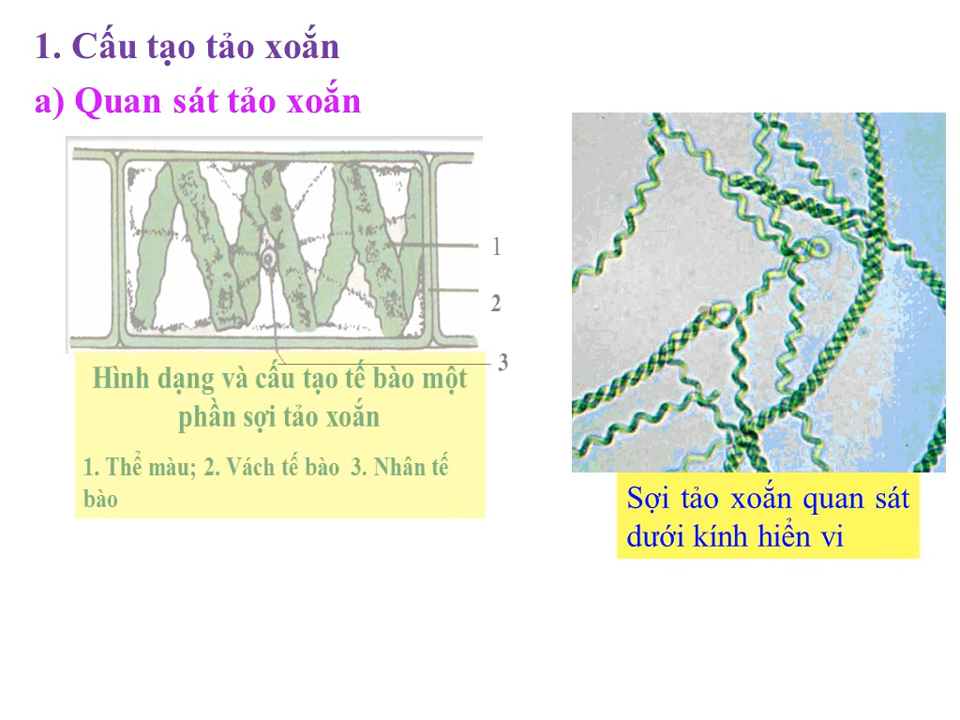 1. Cấu tạo tảo xoắn
a) Quan sát tảo xoắn
1
2
3
Hình dạng và cấu tạo tế bào một
phần sợi tảo xoắn
1. Thể màu; 2. Vách tế bào 3. Nhân tế
bào
Sợi tảo xoắn quan sát
dưới kính hiển vi